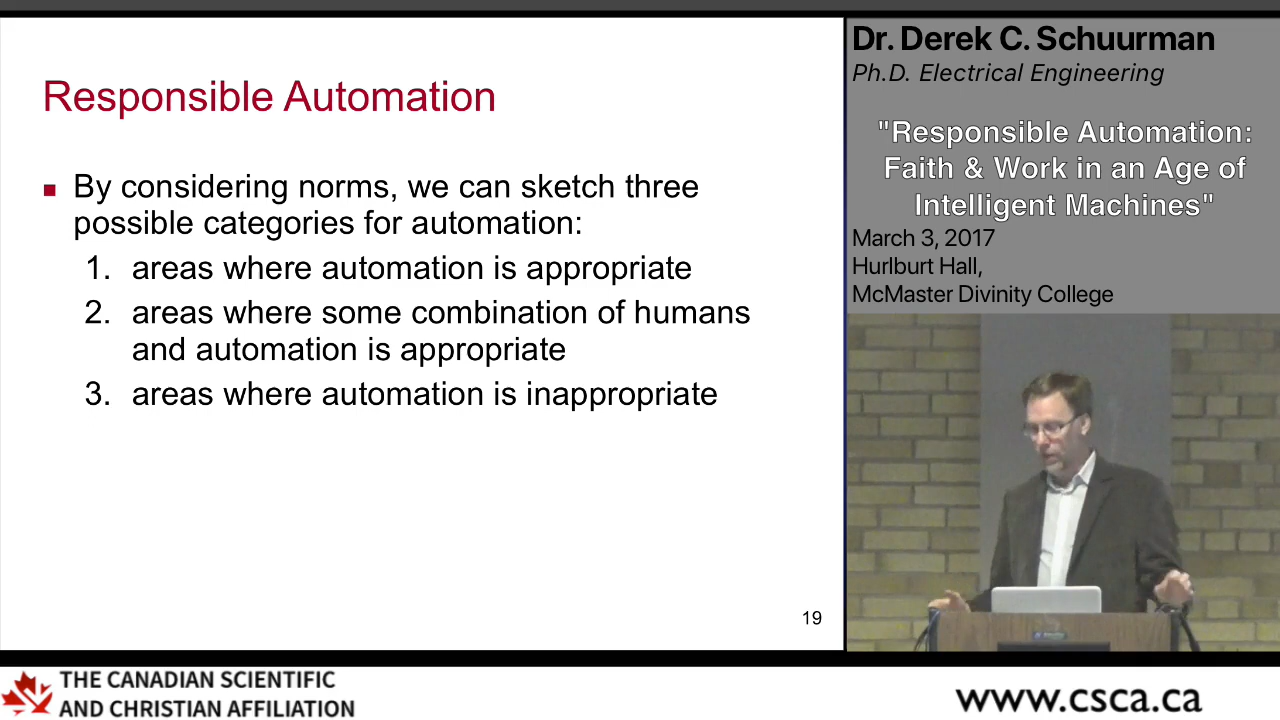 Responsible Automation
By considering norms, we can sketch three
possible categories for automation:
1. areas where automation is appropriate
2. areas where some combination of humans
and automation is appropriate
3. areas where automation is inappropriate
19
Dr. Derek C. Schuurman
Ph.D. Electrical Engineering
"Responsible Automation:
Faith & Work in an Age of
Intelligent Machines"
March 3, 2017
Hurlburt Hall,
McMaster Divinity College
THE CANADIAN SCIENTIFIC
AND CHRISTIAN AFFILIATION
www.csca.ca